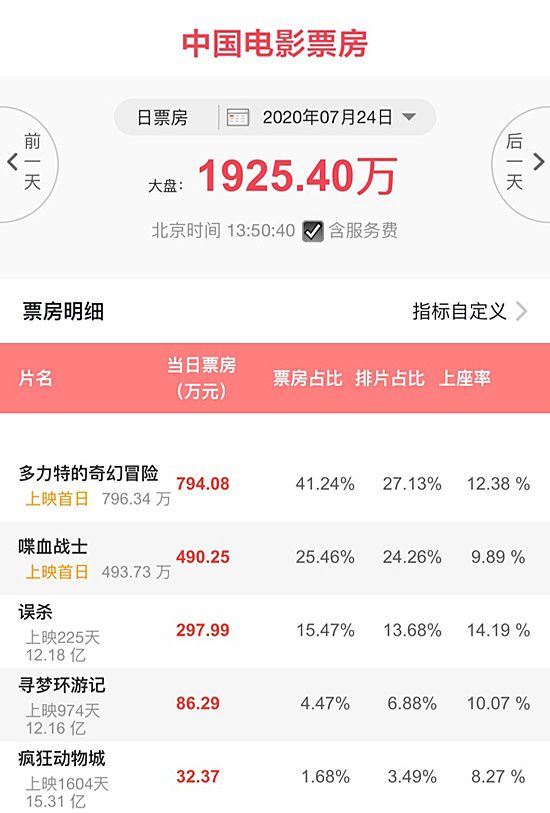 中国电影票房
日票房 2020年07月24日
前一天
后一天
大盘: 1925.40万
北京时间 13:50:40 含服务费
票房明细 指标自定义
片名 当日票房（万元） 票房占比 排片占比 上座率
多力特的奇幻冒险 794.08 41.24% 27.13% 12.38 %
上映首日 796.34 万
喋血战士 490.25 25.46% 24.26% 9.89 %
上映首日 493.73 万
误杀 297.99 15.47% 13.68% 14.19 %
上映225天
12.18 亿
寻梦环游记 86.29 4.47% 6.88% 10.07 %
上映974天
12.16 亿
疯狂动物城 32.37 1.68% 3.49% 8.27 %
上映1604天
15.31 亿